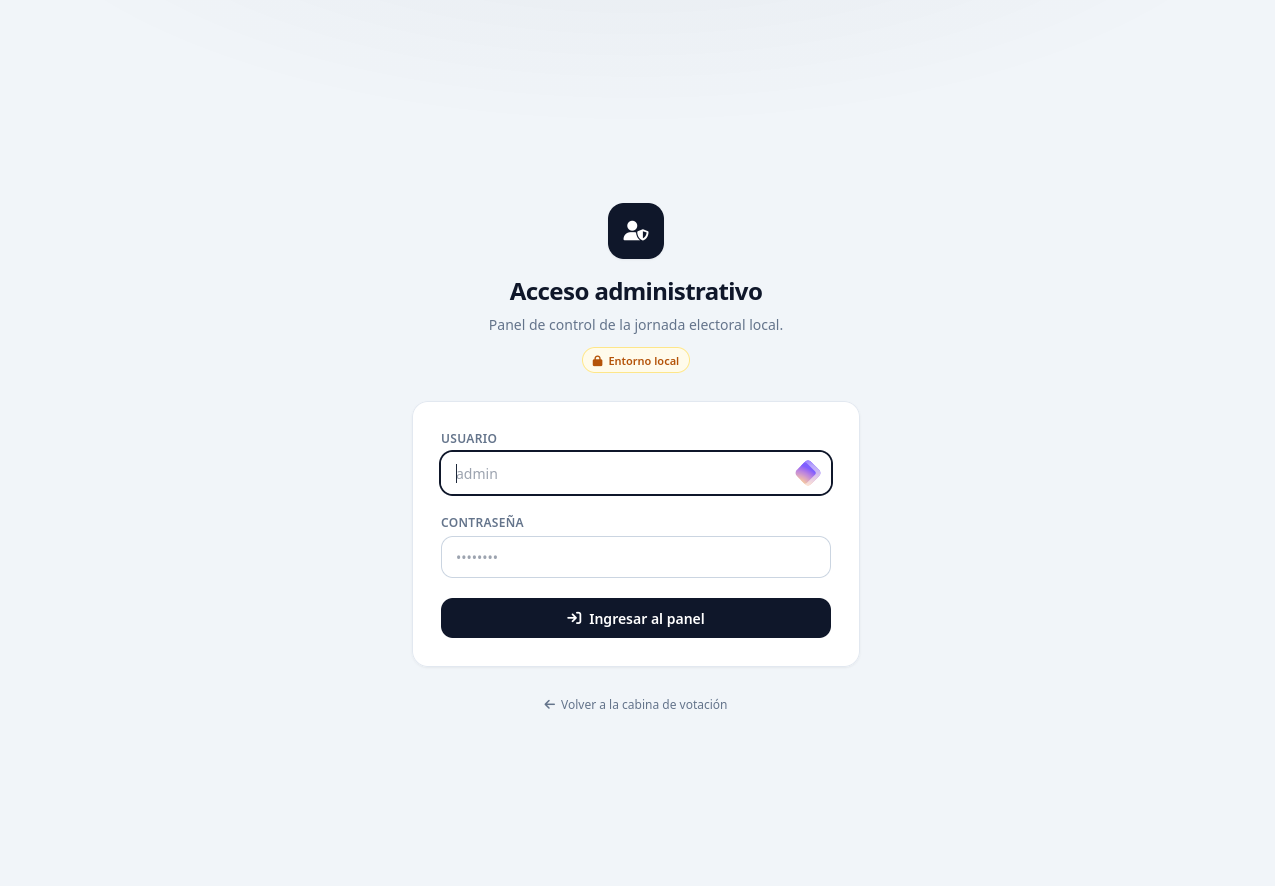 Acceso administrativo
Panel de control de la jornada electoral local.
Entorno local
USUARIO
admin
CONTRASEÑA
••••••••
Ingresar al panel
Volver a la cabina de votación